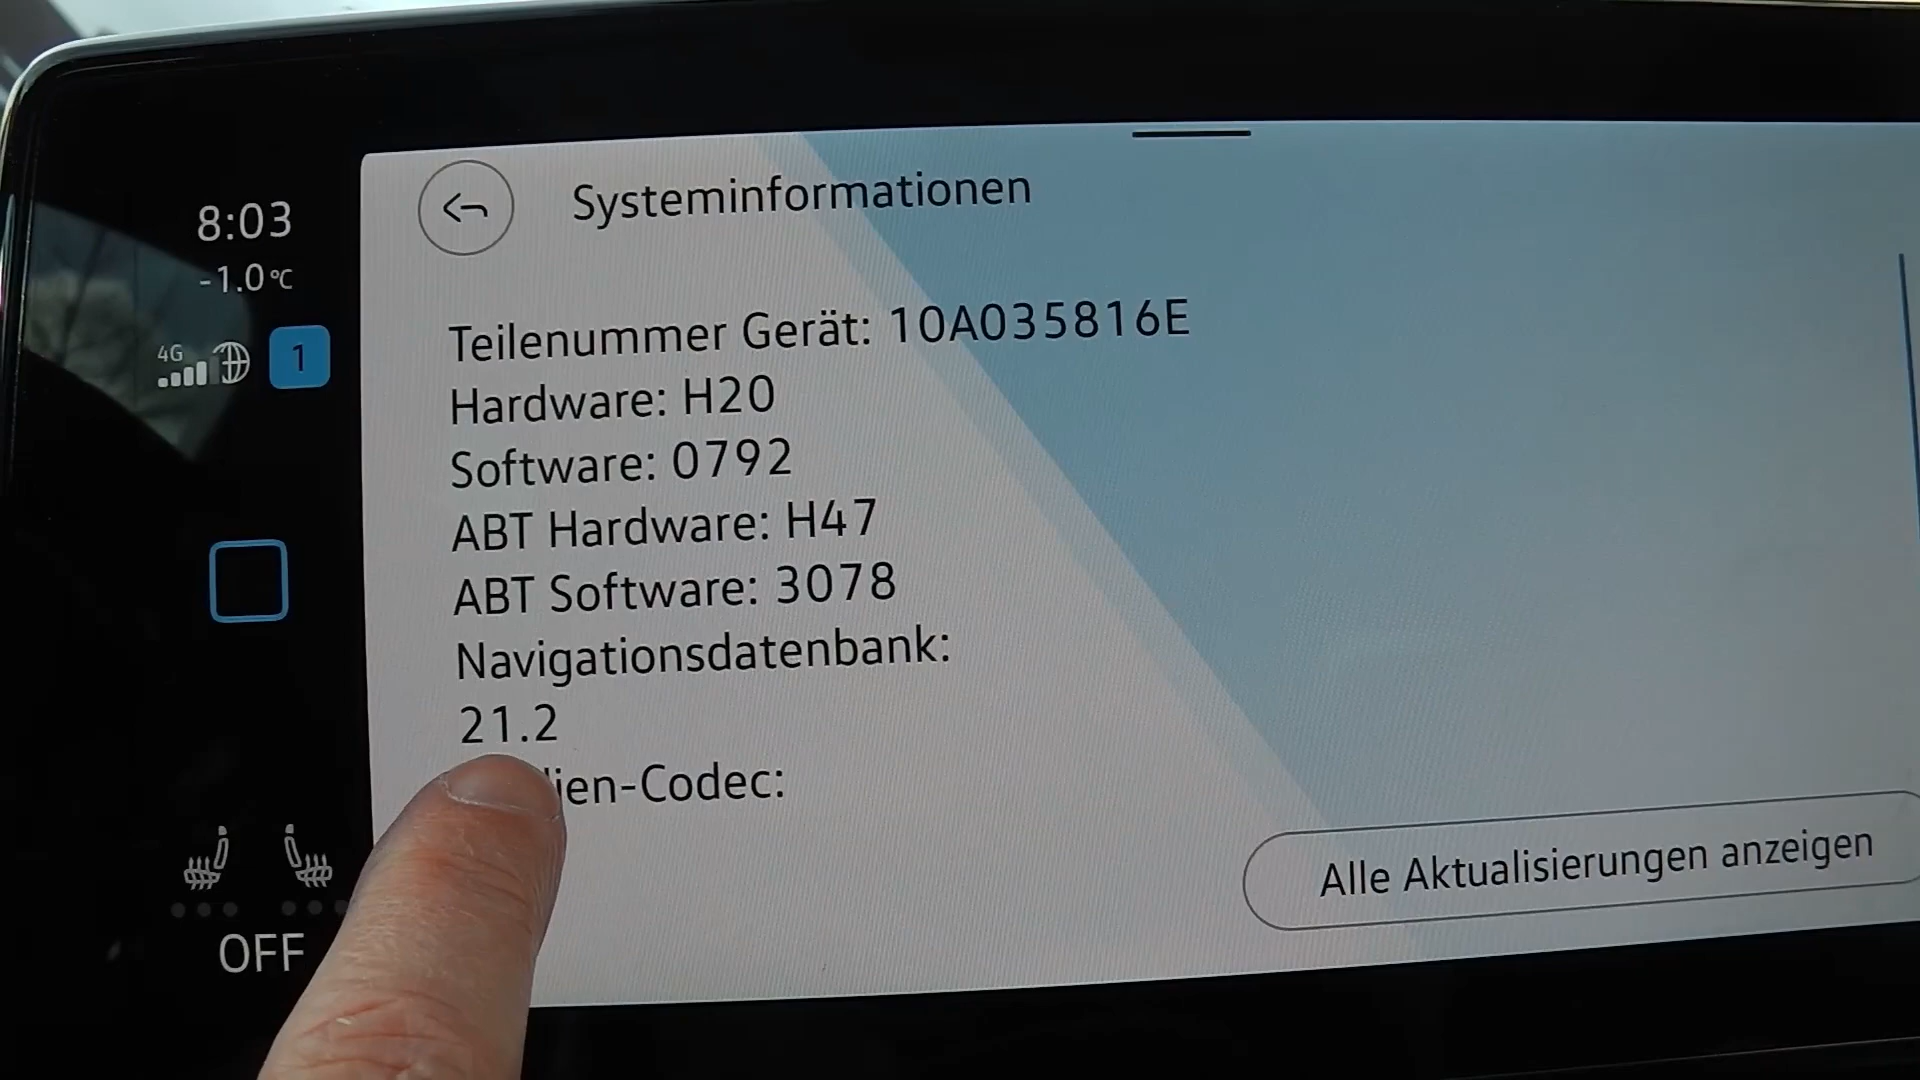 8:03
-1.0°C
4G
1
OFF
Systeminformationen
Teilenummer Gerät: 10A035816E
Hardware: H20
Software: 0792
ABT Hardware: H47
ABT Software: 3078
Navigationsdatenbank:
21.2
-Codec:
Alle Aktualisierungen anzeigen